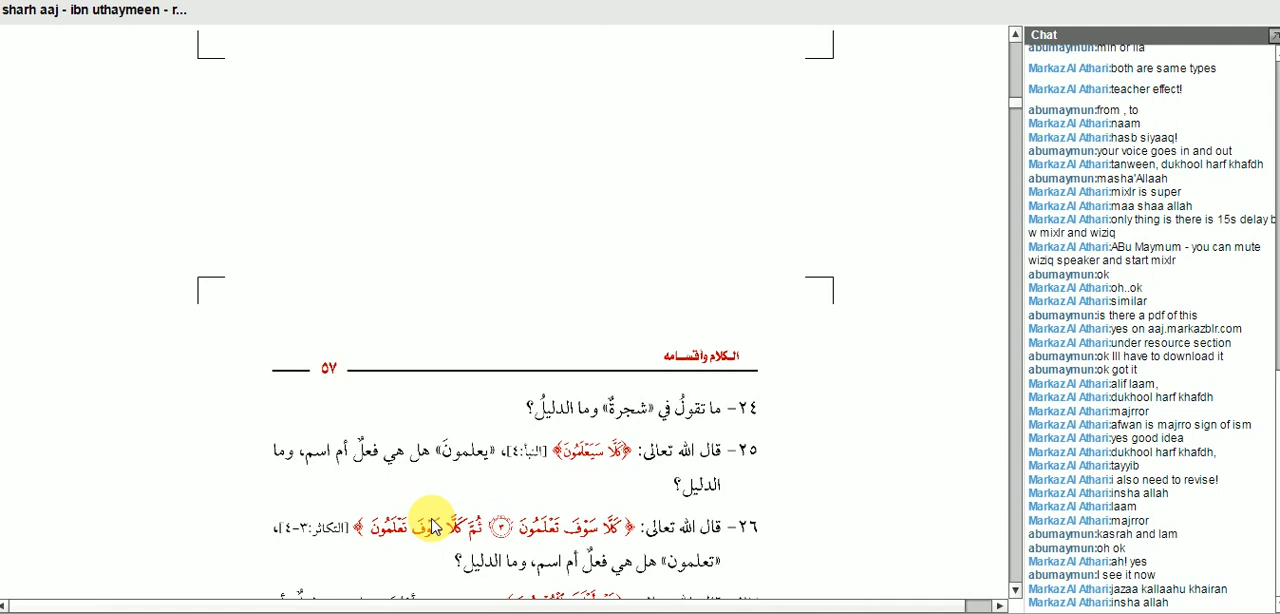 sharh aaj - ibn uthaymeen - r...
الكلام وأقسامه
٥٧
٢٤- ما تقولُ في «شجرةٌ» وما الدليلُ؟
٢٥- قال الله تعالى: ﴿كَلَّا سَيَعْلَمُونَ﴾ [النبأ:٤]، «يعلمونَ» هل هي فعلٌ أم اسم، وما
الدليل؟
٢٦- قال الله تعالى: ﴿كَلَّا سَوْفَ تَعْلَمُونَ ٣ ثُمَّ كَلَّا سَوْفَ تَعْلَمُونَ﴾ [التكاثر:٣-٤]،
«تعلمون» هل هي فعلٌ أم اسم، وما الدليل؟
Chat
abumaymun:min or ila
Markaz Al Athari:both are same types
Markaz Al Athari:teacher effect!
abumaymun:from , to
Markaz Al Athari:naam
Markaz Al Athari:hasb siyaaq!
abumaymun:your voice goes in and out
Markaz Al Athari:tanween, dukhool harf khafdh
abumaymun:masha'Allaah
Markaz Al Athari:mixlr is super
Markaz Al Athari:maa shaa allah
Markaz Al Athari:only thing is there is 15s delay b
w mixlr and wiziq
Markaz Al Athari:ABu Maymum - you can mute
wiziq speaker and start mixlr
abumaymun:ok
Markaz Al Athari:oh..ok
Markaz Al Athari:similar
abumaymun:is there a pdf of this
Markaz Al Athari:yes on aaj.markazblr.com
Markaz Al Athari:under resource section
abumaymun:ok Ill have to download it
abumaymun:ok got it
Markaz Al Athari:alif laam,
Markaz Al Athari:dukhool harf khafdh
Markaz Al Athari:majrror
Markaz Al Athari:afwan is majrro sign of ism
Markaz Al Athari:yes good idea
Markaz Al Athari:dukhool harf khafdh,
Markaz Al Athari:tayyib
Markaz Al Athari:i also need to revise!
Markaz Al Athari:insha allah
Markaz Al Athari:laam
Markaz Al Athari:majrror
Markaz Al Athari:kasrah and lam
abumaymun:oh ok
Markaz Al Athari:ah! yes
abumaymun:I see it now
Markaz Al Athari:jazaa kallaahu khairan
Markaz Al Athari:insha allah